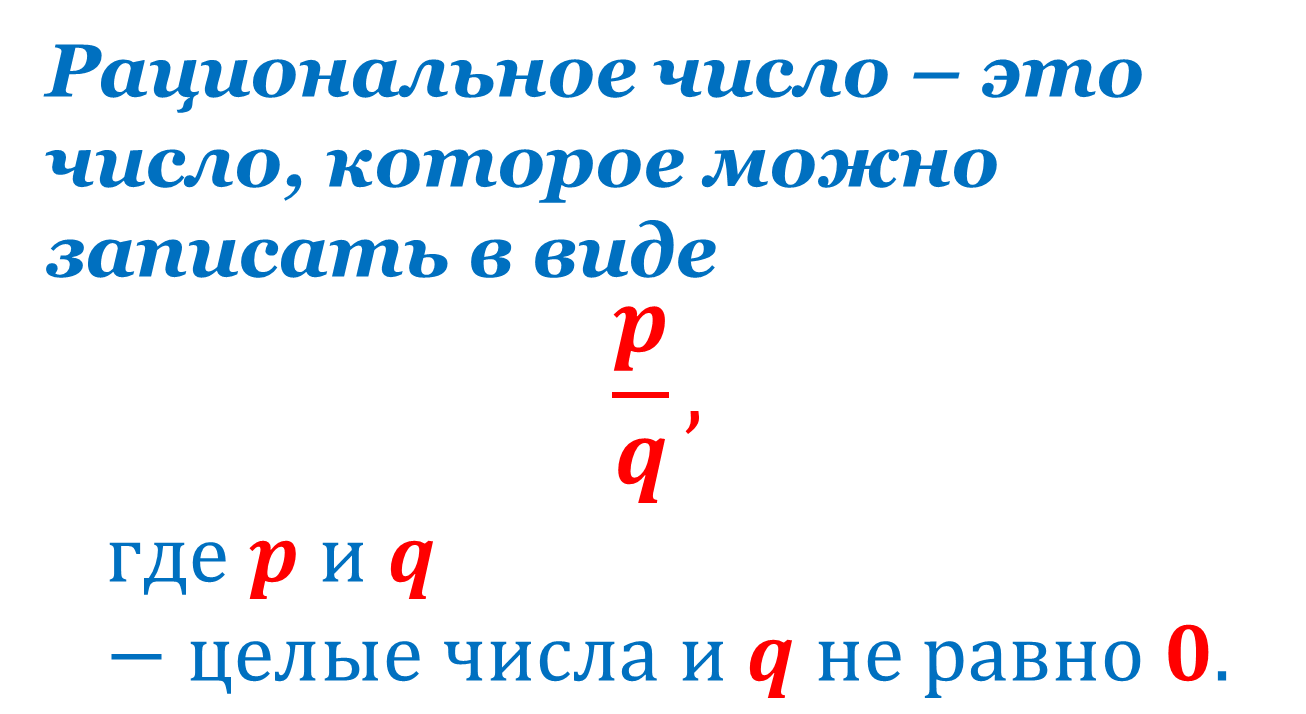 Рациональное число – это
число, которое можно
записать в виде
p
q ,
где p и q
− целые числа и q не равно 0.